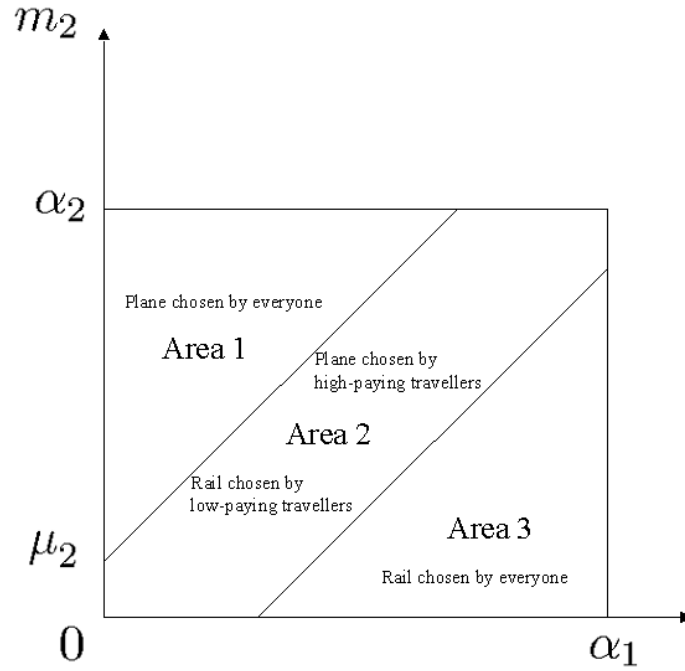 m₂
α₂
Plane chosen by everyone
Area 1
Plane chosen by
high-paying travellers
Area 2
Rail chosen by
low-paying travellers
Area 3
μ₂
Rail chosen by everyone
0
α₁